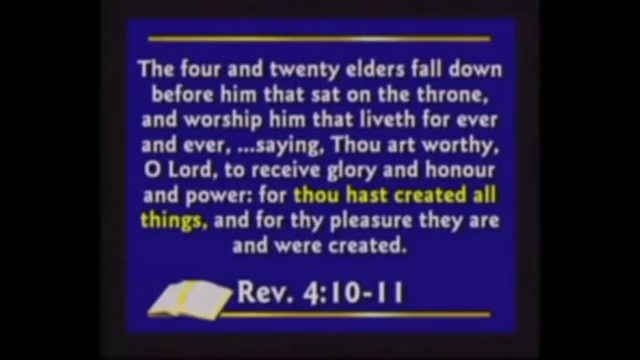 The four and twenty elders fall down
before him that sat on the throne,
and worship him that liveth for ever
and ever, ...saying, Thou art worthy,
O Lord, to receive glory and honour
and power: for thou hast created all
things, and for thy pleasure they are
and were created.
Rev. 4:10-11